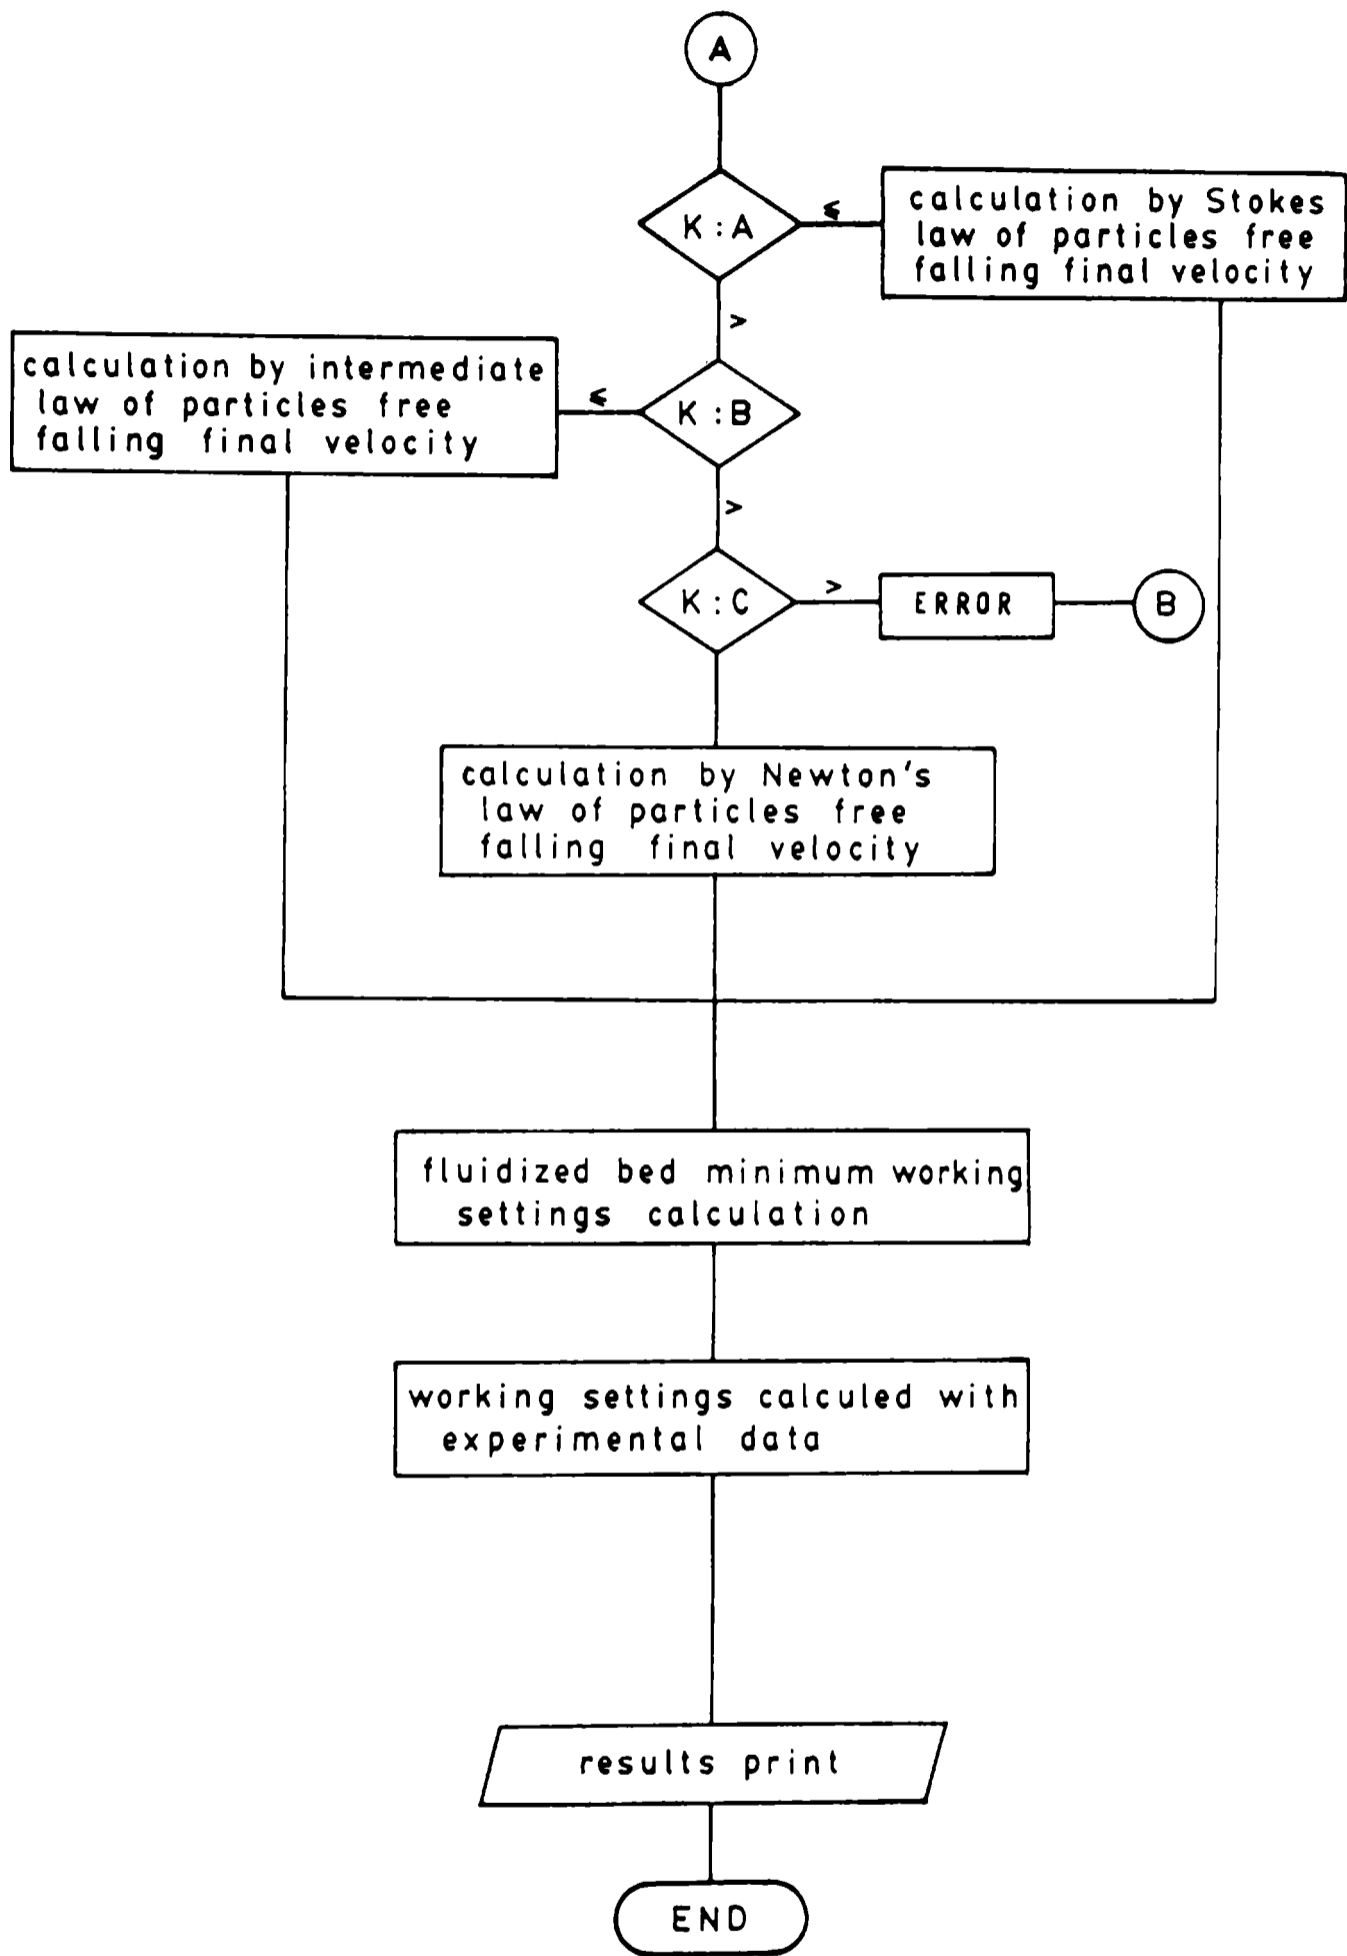 A
K : A
≤
calculation by Stokes
law of particles free
falling final velocity
>
calculation by intermediate
law of particles free
falling final velocity
≤
K : B
>
K : C
>
ERROR
B
calculation by Newton's
law of particles free
falling final velocity
fluidized bed minimum working
settings calculation
working settings calculed with
experimental data
results print
END